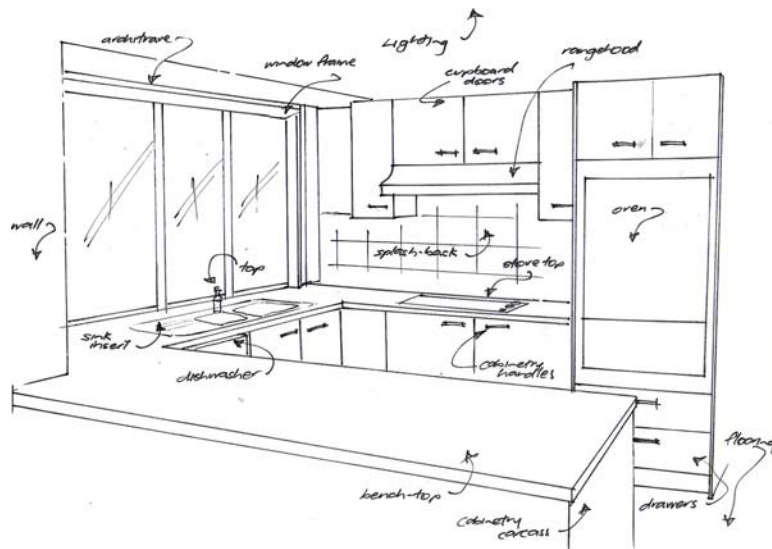 Lighting
architrave
window frame
cupboard
doors
rangehood
wall
tap
splash-back
stove top
oven
sink
insert
dishwasher
cabinetry
handles
flooring
bench-top
cabinetry
carcass
drawers